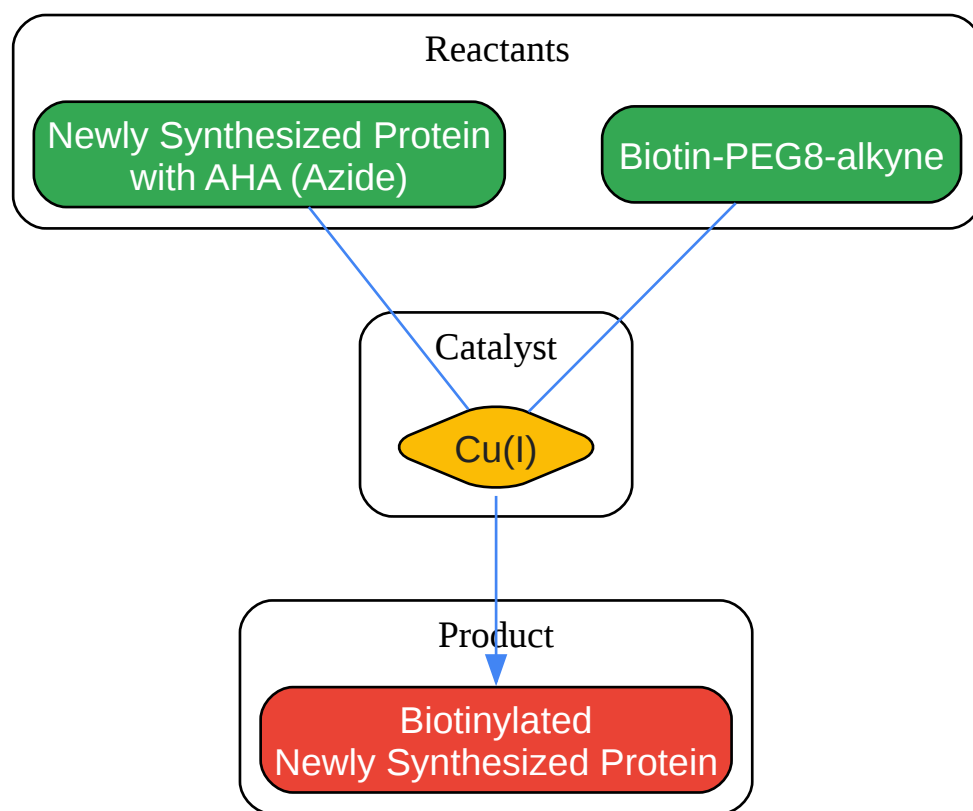 Reactants
Newly Synthesized Protein
with AHA (Azide)
Biotin-PEG8-alkyne
Catalyst
Cu(I)
Product
Biotinylated
Newly Synthesized Protein